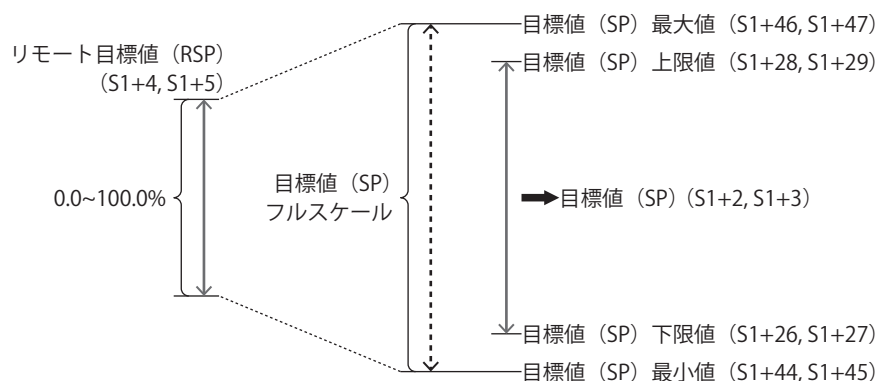 目標値（SP）最大値（S1+46, S1+47）
リモート目標値（RSP）
（S1+4, S1+5）
目標値（SP）上限値（S1+28, S1+29）
0.0~100.0%
目標値（SP）
フルスケール
目標値（SP）（S1+2, S1+3）
目標値（SP）下限値（S1+26, S1+27）
目標値（SP）最小値（S1+44, S1+45）